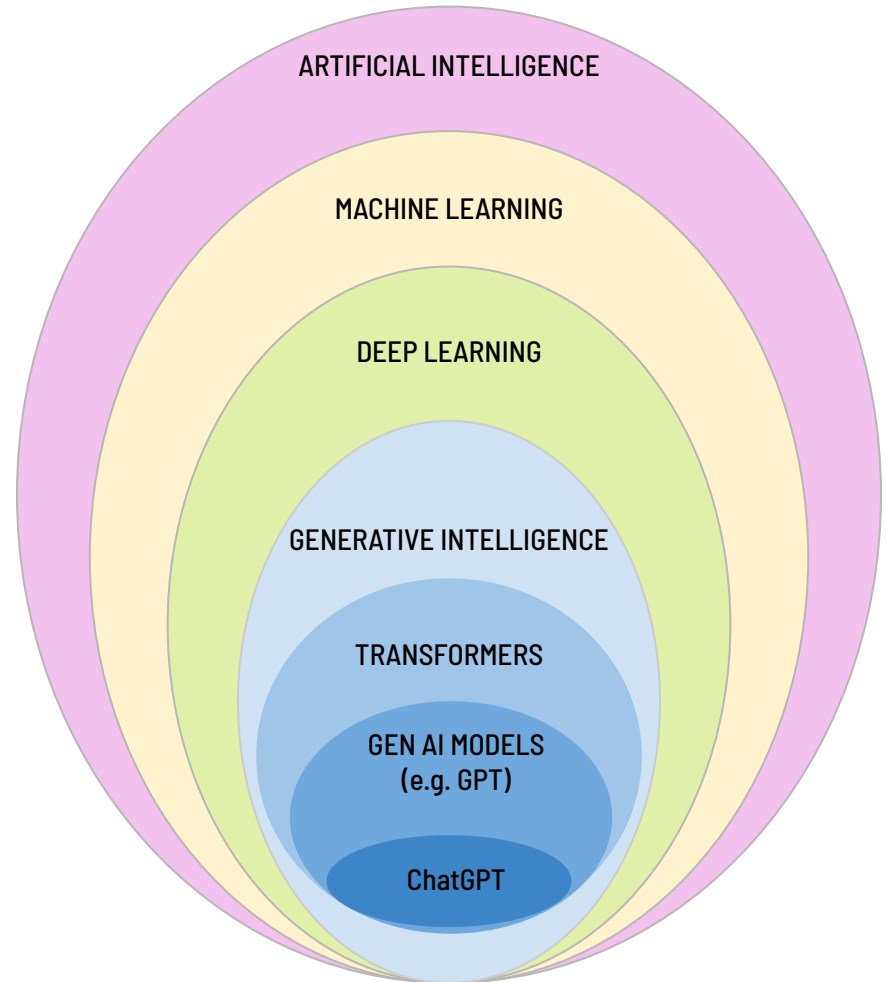 ARTIFICIAL INTELLIGENCE
MACHINE LEARNING
DEEP LEARNING
GENERATIVE INTELLIGENCE
TRANSFORMERS
GEN AI MODELS
(e.g. GPT)
ChatGPT